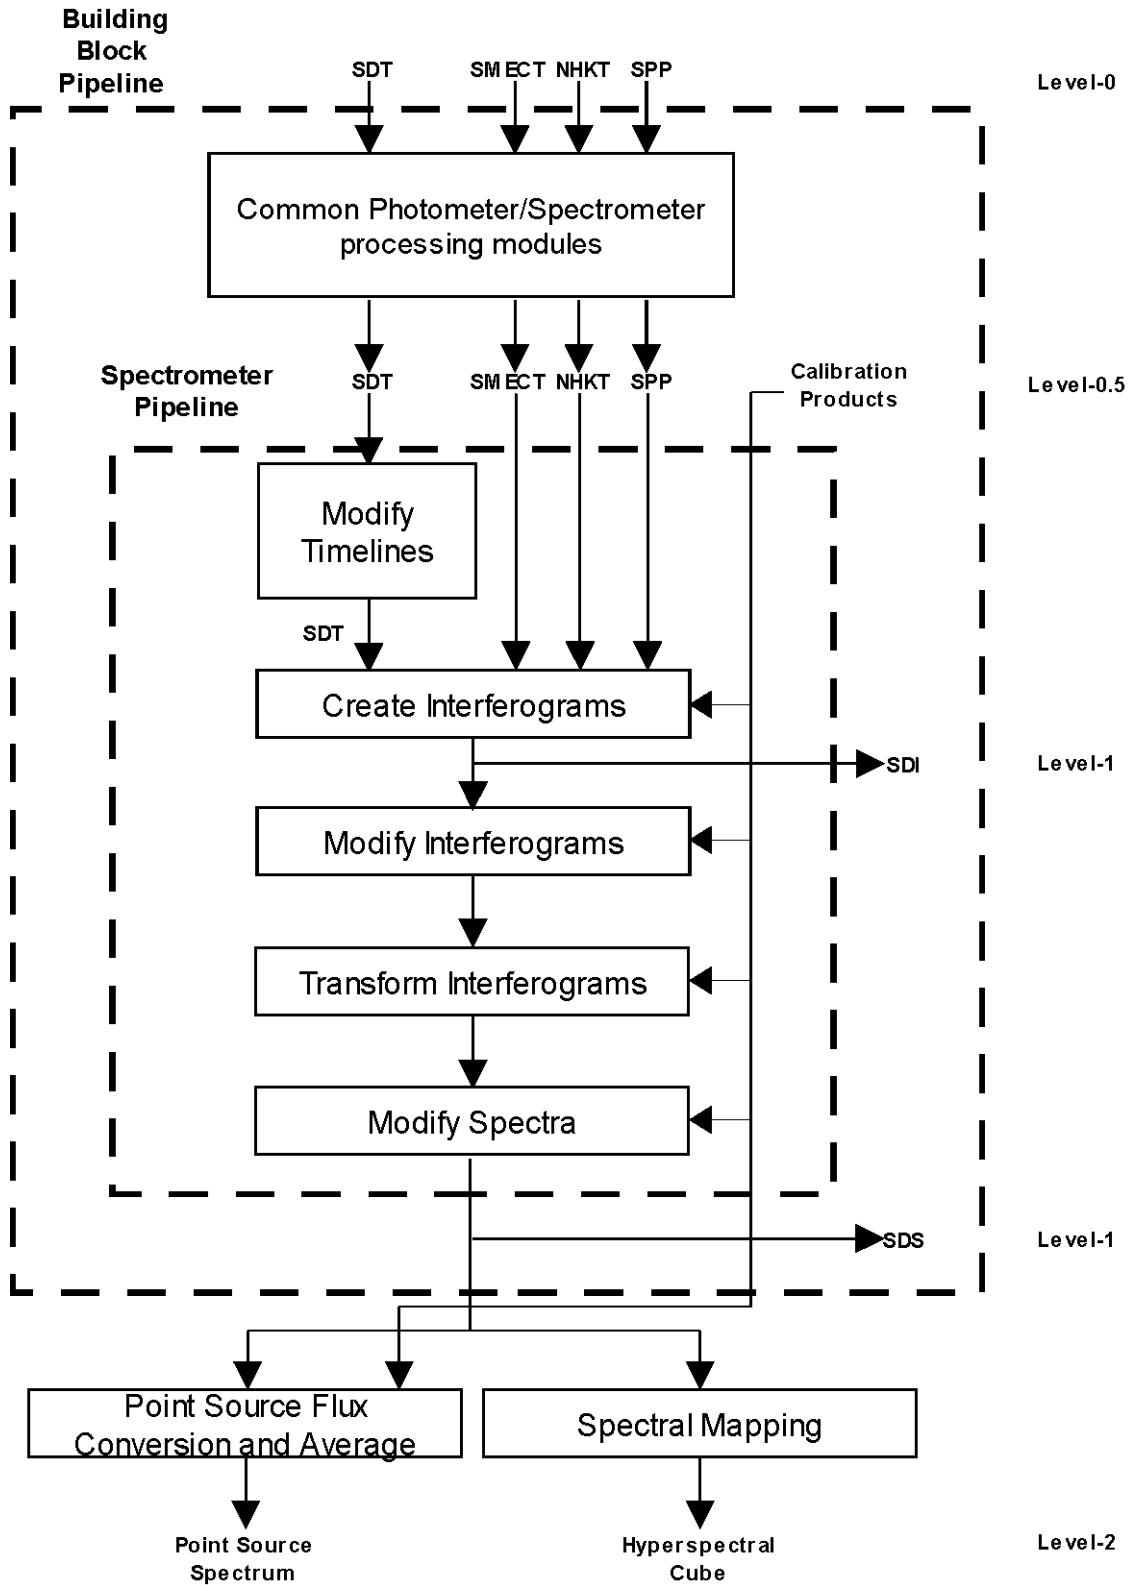 Building
Block
Pipeline
SDT SMECT NHKT SPP
Level-0
Common Photometer/Spectrometer
processing modules
Spectrometer
Pipeline
SDT SMECT NHKT SPP
Calibration
Products
Level-0.5
Modify
Timelines
SDT
Create Interferograms
SDI
Level-1
Modify Interferograms
Transform Interferograms
Modify Spectra
SDS
Level-1
Point Source Flux
Conversion and Average
Spectral Mapping
Point Source
Spectrum
Hyperspectral
Cube
Level-2